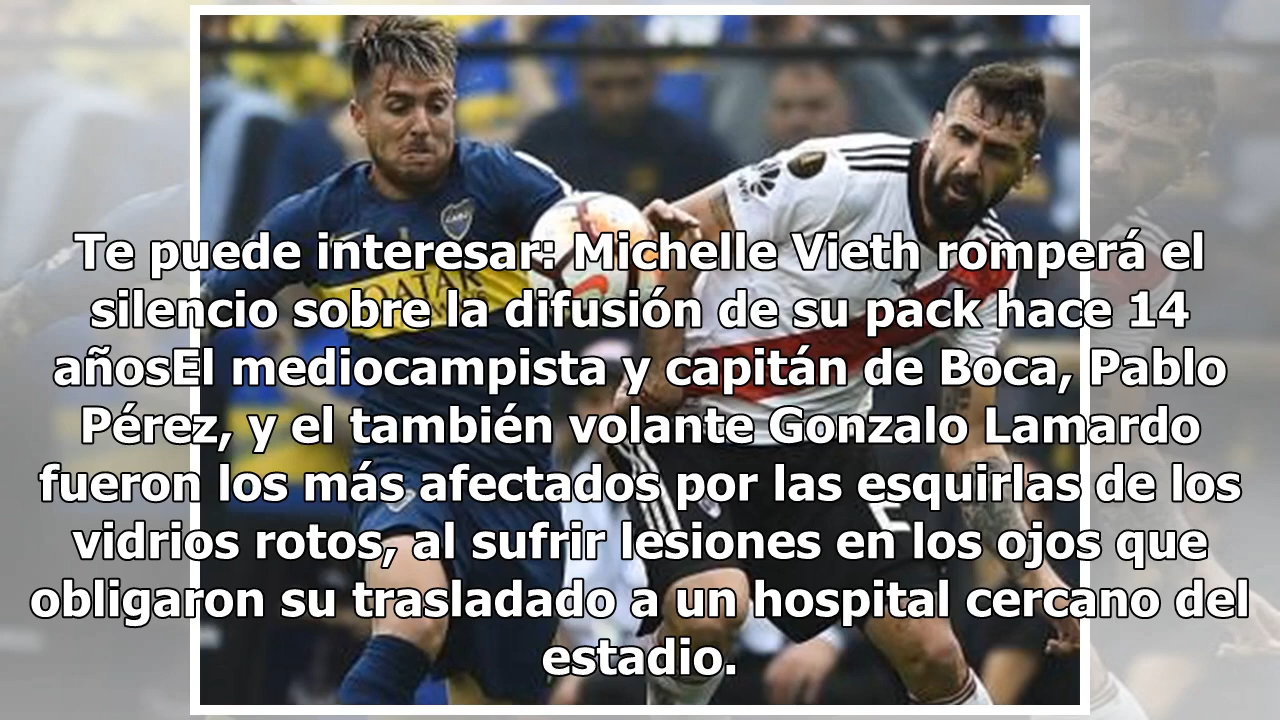 Te puede interesar: Michelle Vieth romperá el
silencio sobre la difusión de su pack hace 14
añosEl mediocampista y capitán de Boca, Pablo
Pérez, y el también volante Gonzalo Lamardo
fueron los más afectados por las esquirlas de los
vidrios rotos, al sufrir lesiones en los ojos que
obligaron su trasladado a un hospital cercano del
estadio.
QATAR